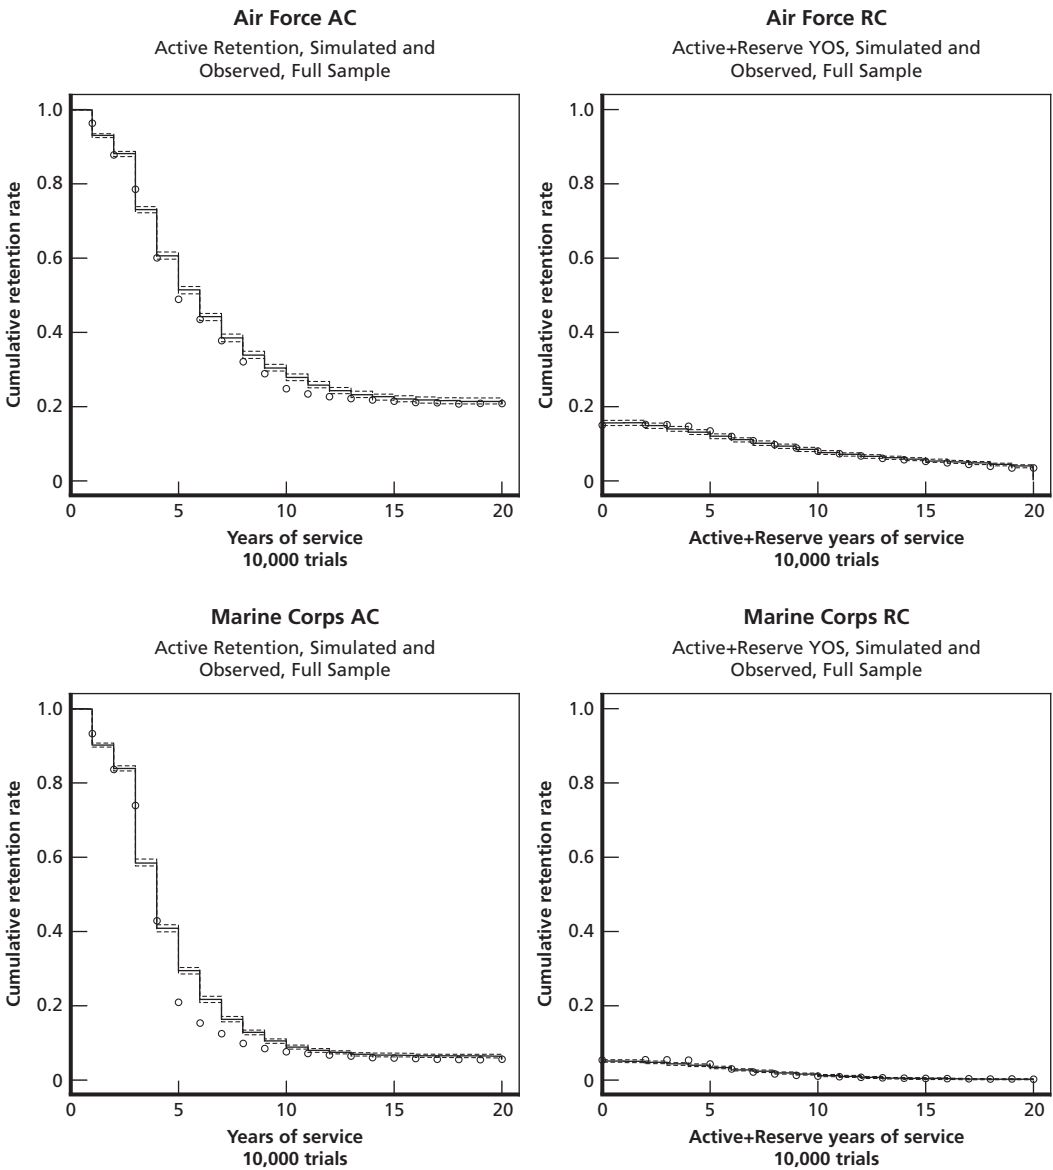 Air Force AC
Active Retention, Simulated and
Observed, Full Sample
Cumulative retention rate
1.0
0.8
0.6
0.4
0.2
0
0 5 10 15 20
Years of service
10,000 trials
Air Force RC
Active+Reserve YOS, Simulated and
Observed, Full Sample
Cumulative retention rate
1.0
0.8
0.6
0.4
0.2
0
0 5 10 15 20
Active+Reserve years of service
10,000 trials
Marine Corps AC
Active Retention, Simulated and
Observed, Full Sample
Cumulative retention rate
1.0
0.8
0.6
0.4
0.2
0
0 5 10 15 20
Years of service
10,000 trials
Marine Corps RC
Active+Reserve YOS, Simulated and
Observed, Full Sample
Cumulative retention rate
1.0
0.8
0.6
0.4
0.2
0
0 5 10 15 20
Active+Reserve years of service
10,000 trials